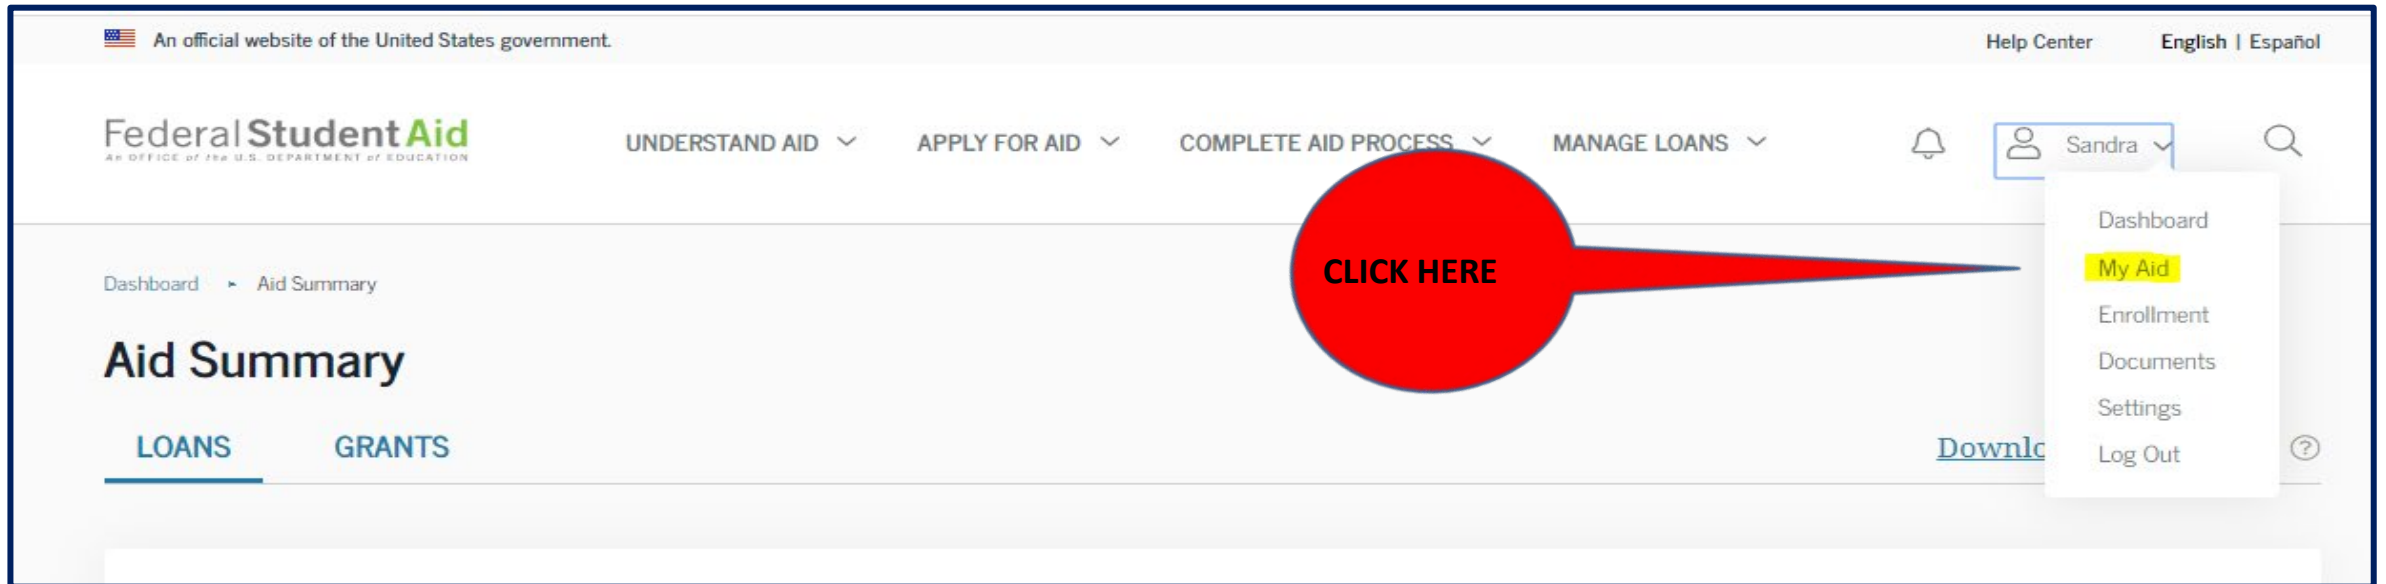 An official website of the United States government.
Help Center English | Español
Federal Student Aid
An OFFICE of the U.S. DEPARTMENT of EDUCATION
UNDERSTAND AID APPLY FOR AID COMPLETE AID PROCESS MANAGE LOANS
Sandra
Dashboard
My Aid
Enrollment
Documents
Settings
Log Out
CLICK HERE
Dashboard ▸ Aid Summary
Aid Summary
LOANS GRANTS